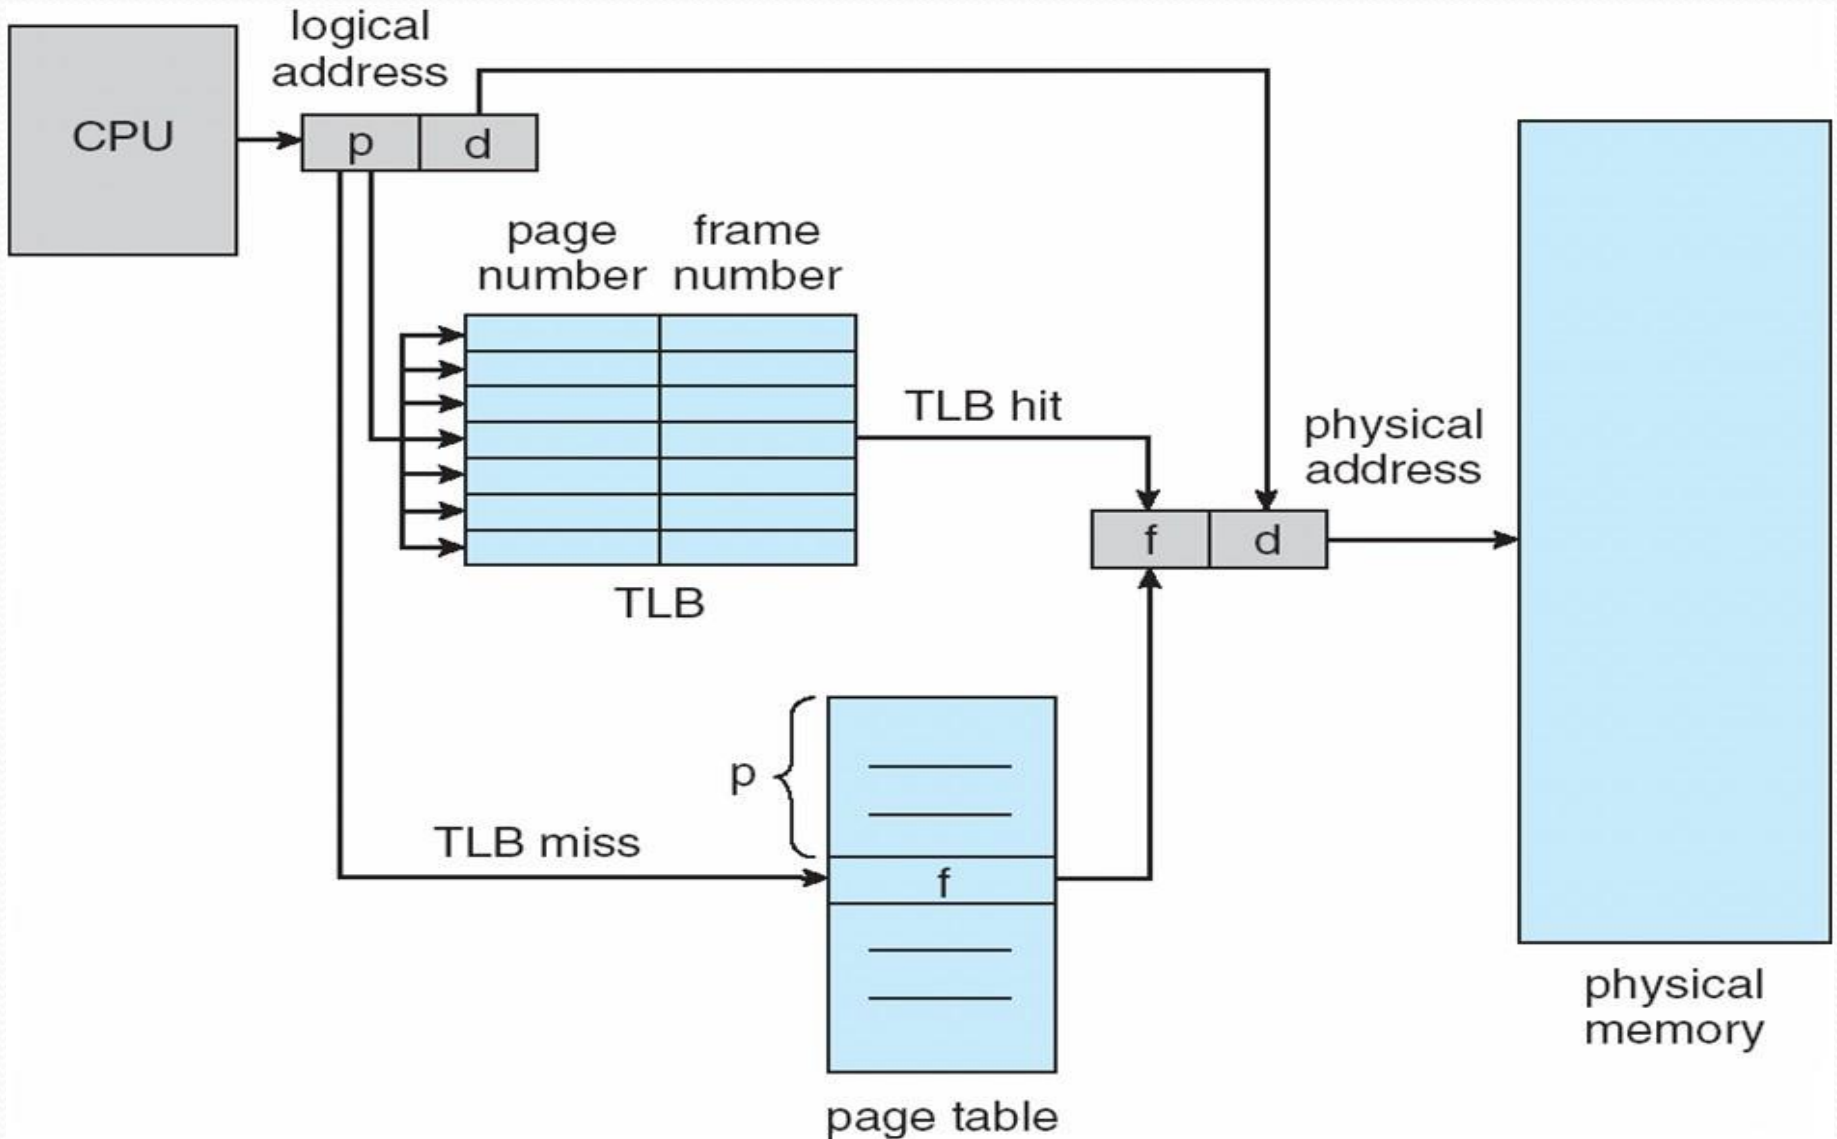 logical
address
CPU
p
d
page
number
frame
number
TLB hit
physical
address
f
d
TLB
p
TLB miss
f
physical
memory
page table